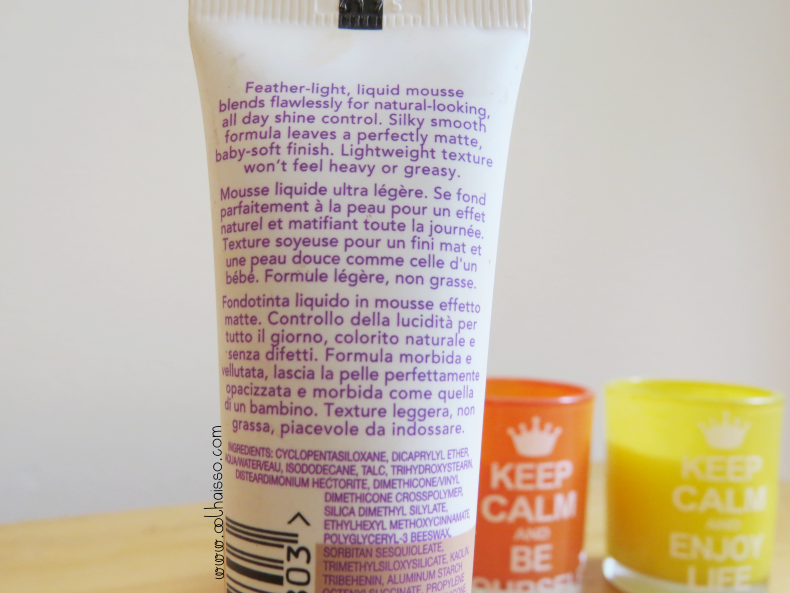 Feather-light, liquid mousse
blends flawlessly for natural-looking,
all day shine control. Silky smooth
formula leaves a perfectly matte,
baby-soft finish. Lightweight texture
won't feel heavy or greasy.
Mousse liquide ultra légère. Se fond
parfaitement à la peau pour un effet
naturel et matifiant toute la journée.
Texture soyeuse pour un fini mat et
une peau douce comme celle d'un
bébé. Formule légère, non grasse.
Fondotinta liquido in mousse effetto
matte. Controllo della lucidità per
tutto il giorno, colorito naturale e
senza difetti. Formula morbida e
vellutata, lascia la pelle perfettamente
opacizzata e morbida come quella
di un bambino. Texture leggera, non
grassa, piacevole da indossare.
INGREDIENTS: CYCLOPENTASILOXANE, DICAPRYLYL ETHER,
AQUA/WATER/EAU, ISODODECANE, TALC, TRIHYDROXYSTEARIN,
DISTEARDIMONIUM HECTORITE, DIMETHICONE/VINYL
DIMETHICONE CROSSPOLYMER,
SILICA DIMETHYL SILYLATE,
ETHYLHEXYL METHOXYCINNAMATE
POLYGLYCERYL-3 BEESWAX,
SORBITAN SESQUIOLEATE,
TRIMETHYLSILOXYSILICATE, KAOLIN,
TRIBEHENIN, ALUMINUM STARCH
OCTENYLSUCCINATE, PROPYLENE
803 >
www.oolhaisso.com
KEEP
CALM
AND
BE
YOURSELF
KEEP
CALM
AND
ENJOY
LIFE